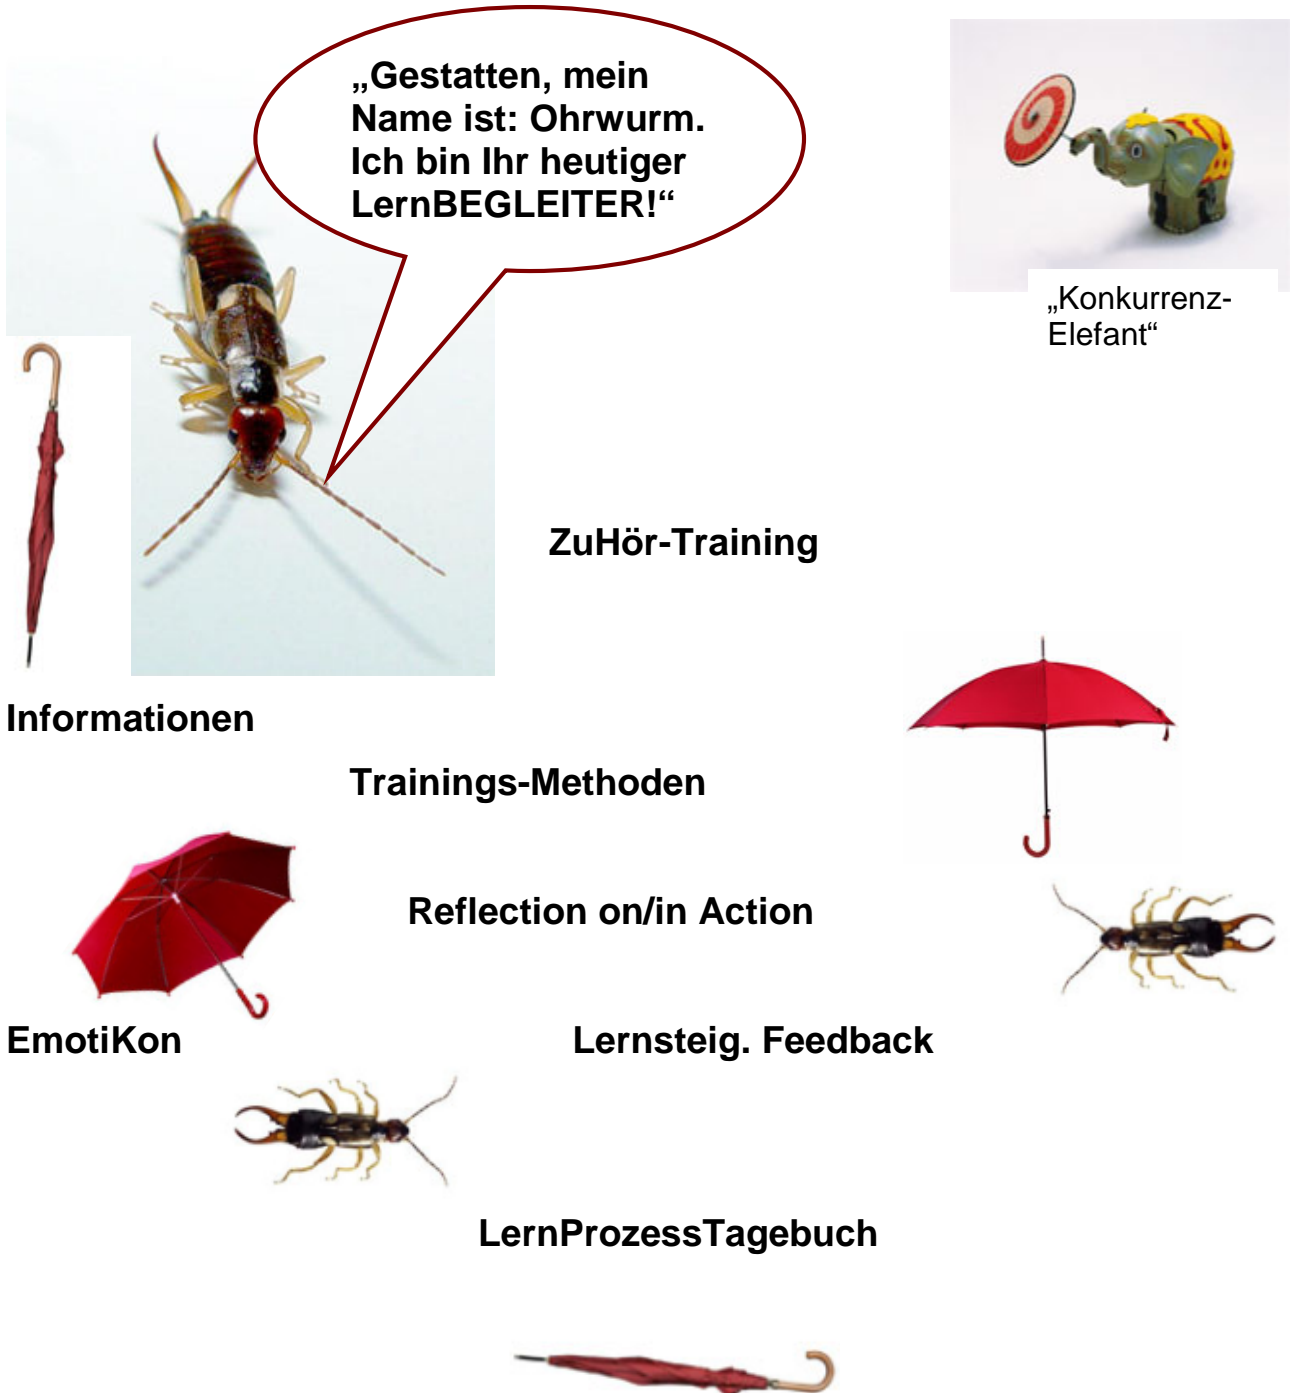 „Gestatten, mein
Name ist: Ohrwurm.
Ich bin Ihr heutiger
LernBEGLEITER!“
„Konkurrenz-
Elefant“
ZuHör-Training
Informationen
Trainings-Methoden
Reflection on/in Action
EmotiKon
Lernsteig. Feedback
LernProzessTagebuch